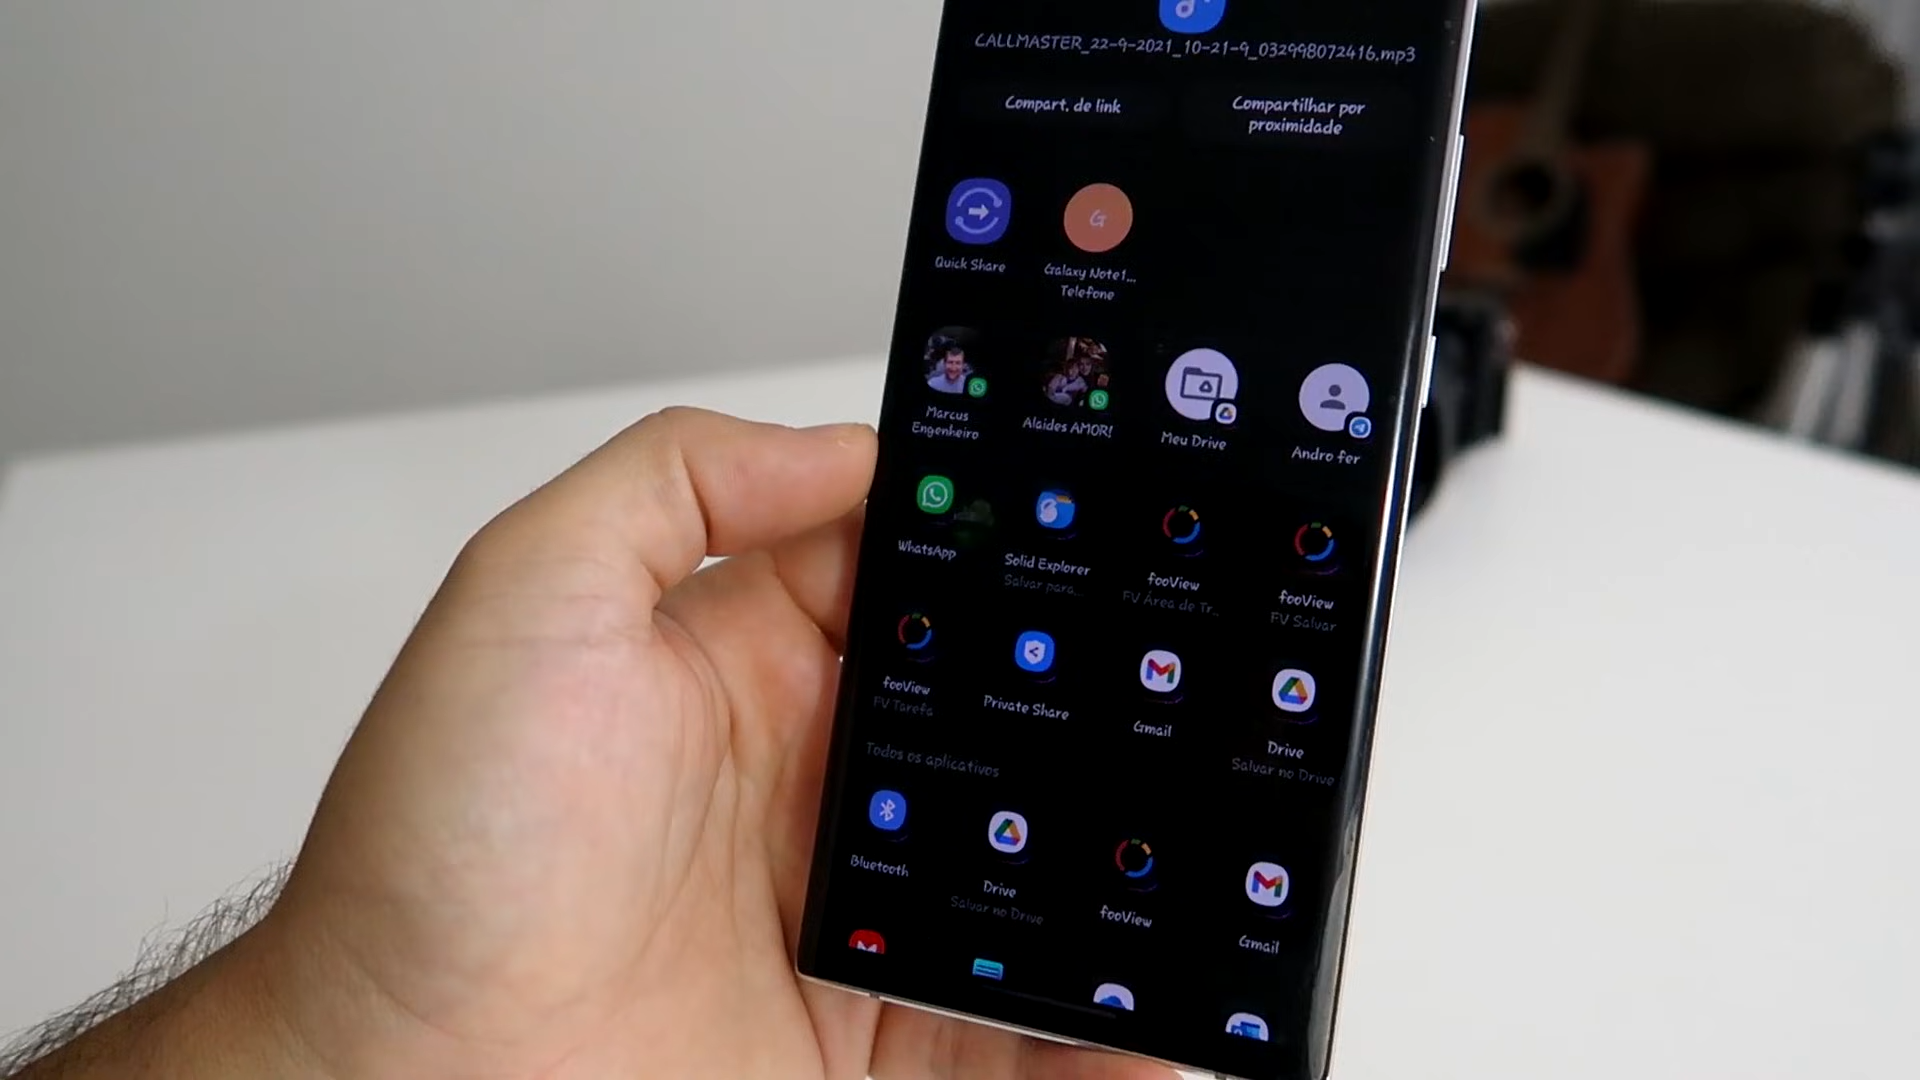 CALLMASTER_22-9-2021_10-21-9_032998072416.mp3
Compart. de link
Compartilhar por
proximidade
G
Quick Share
Galaxy Note1...
Telefone
Marcus
Engenheiro
Alaides AMOR!
Meu Drive
Andro fer
WhatsApp
Solid Explorer
Salvar para...
fooView
FV Área de Tr...
fooView
FV Salvar
fooView
FV Tarefa
Private Share
Gmail
Drive
Salvar no Drive
Todos os aplicativos
Bluetooth
Drive
Salvar no Drive
fooView
Gmail